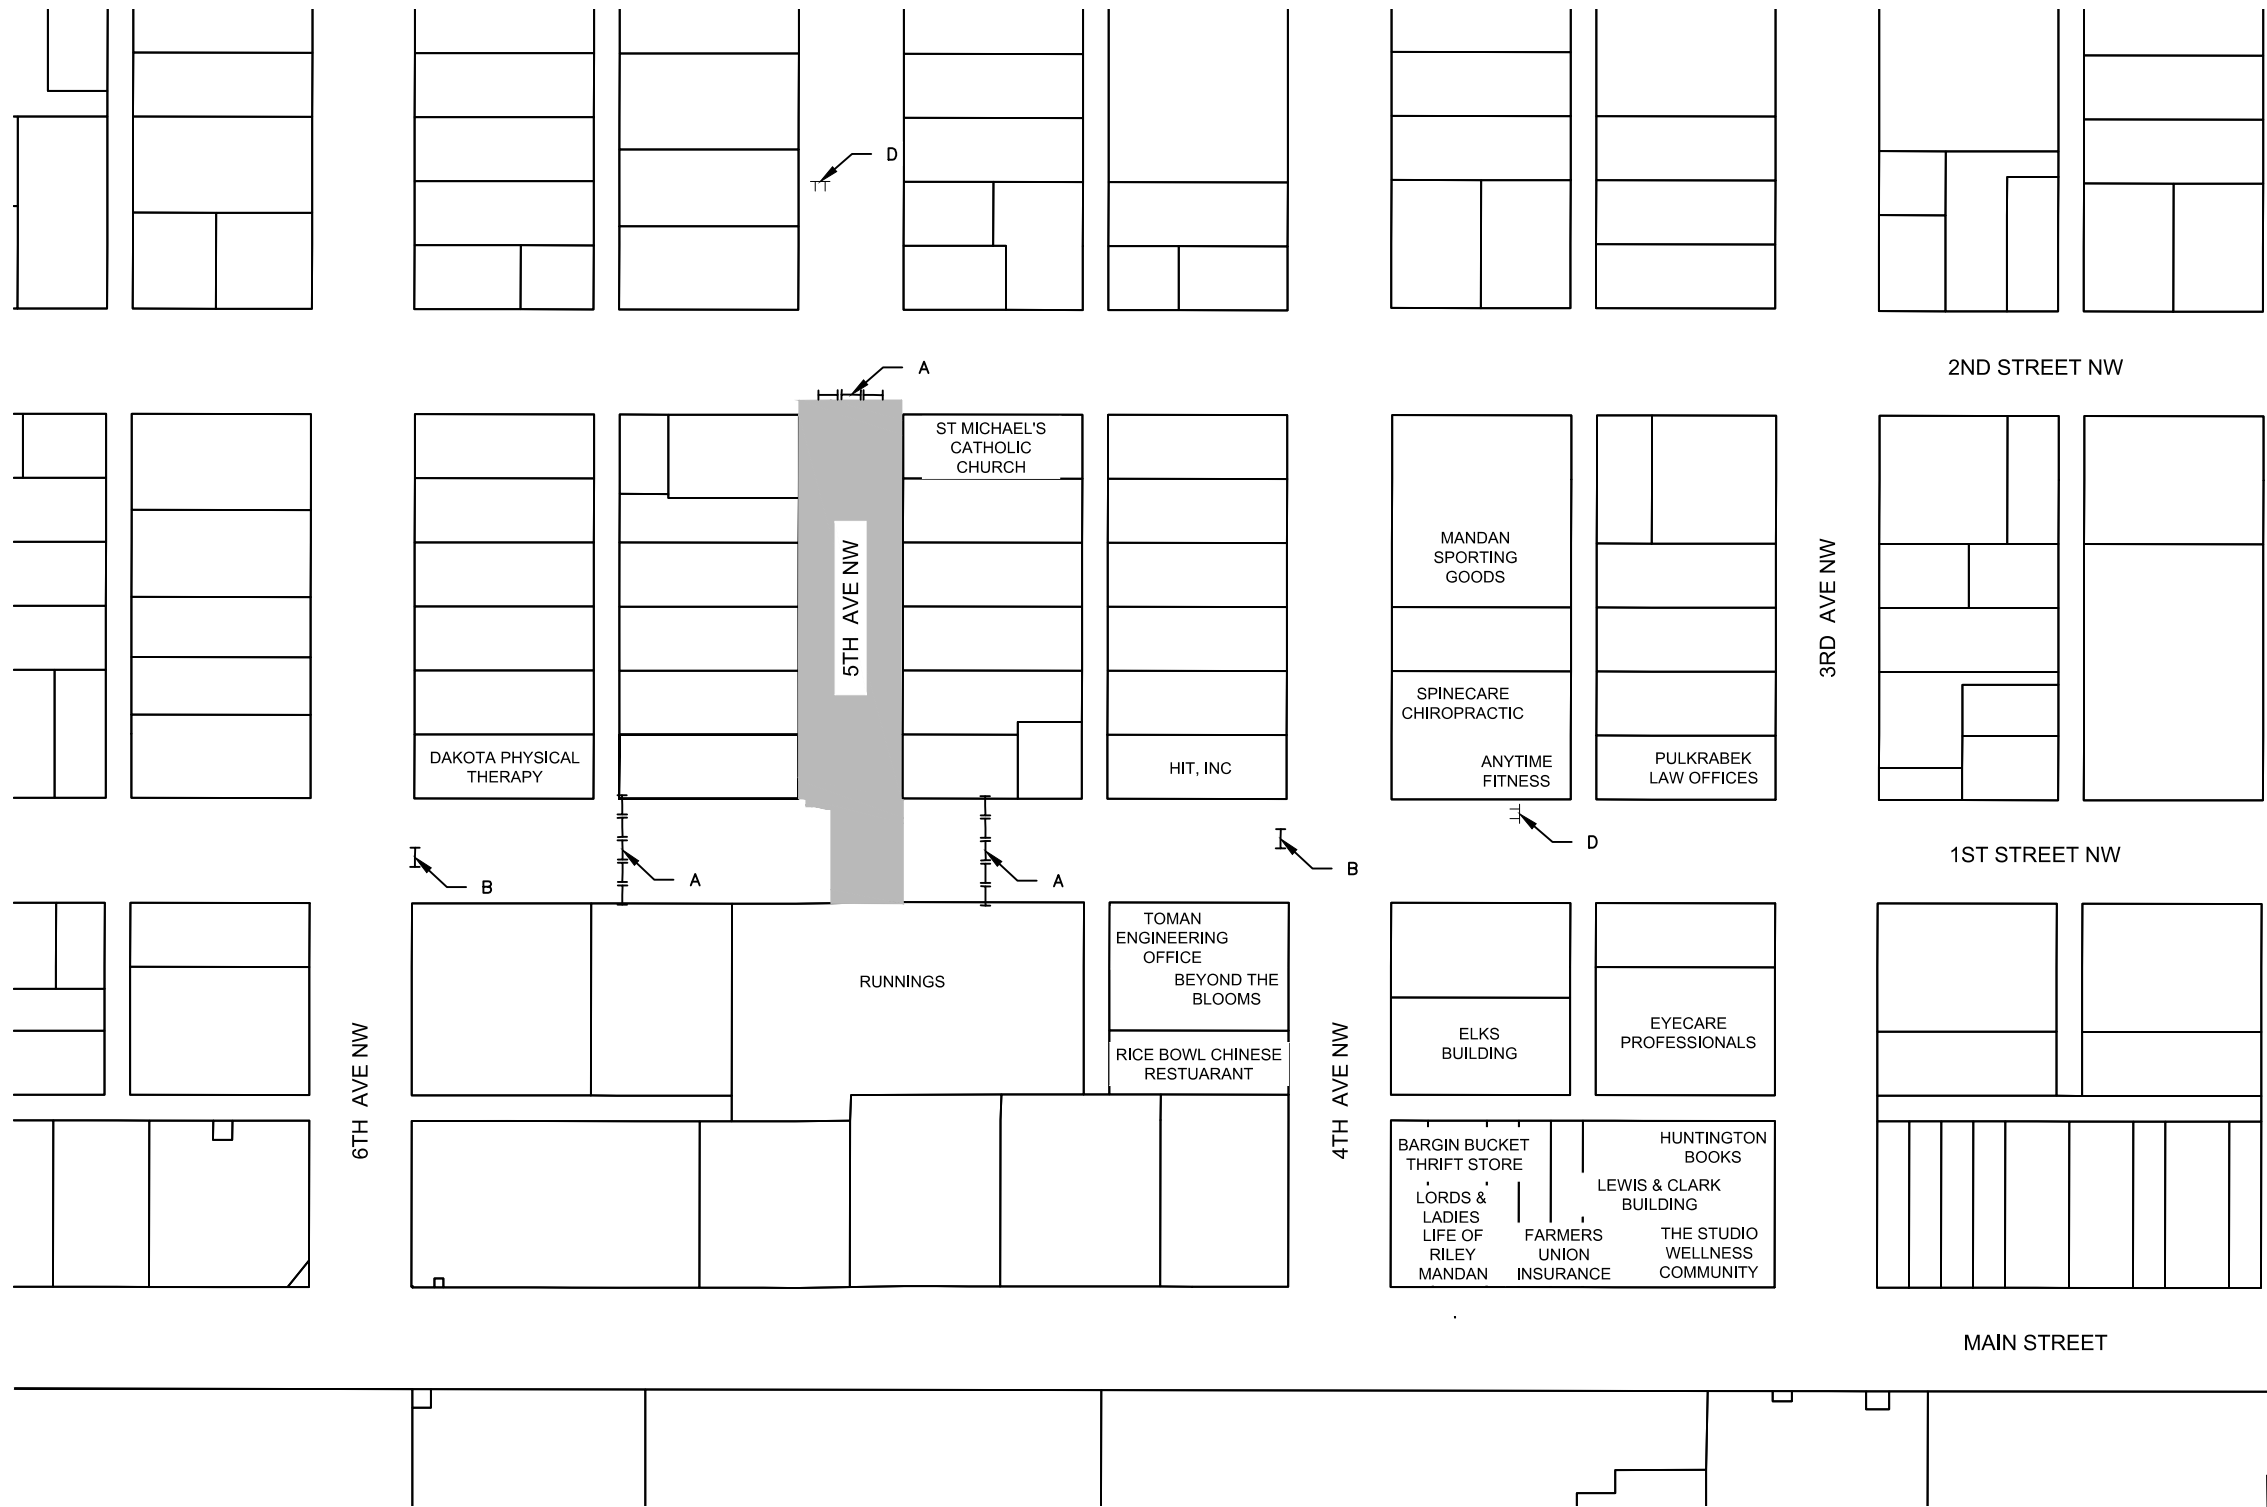 D
A
2ND STREET NW
ST MICHAEL'S
CATHOLIC
CHURCH
5TH AVE NW
MANDAN
SPORTING
GOODS
3RD AVE NW
SPINECARE
CHIROPRACTIC
DAKOTA PHYSICAL
THERAPY
HIT, INC
ANYTIME
FITNESS
PULKRABEK
LAW OFFICES
D
1ST STREET NW
B
A
A
B
TOMAN
ENGINEERING
OFFICE
BEYOND THE
BLOOMS
RUNNINGS
6TH AVE NW
RICE BOWL CHINESE
RESTUARANT
4TH AVE NW
ELKS
BUILDING
EYECARE
PROFESSIONALS
BARGIN BUCKET
THRIFT STORE
HUNTINGTON
BOOKS
LORDS &
LADIES
LIFE OF
RILEY
MANDAN
LEWIS & CLARK
BUILDING
FARMERS
UNION
INSURANCE
THE STUDIO
WELLNESS
COMMUNITY
MAIN STREET